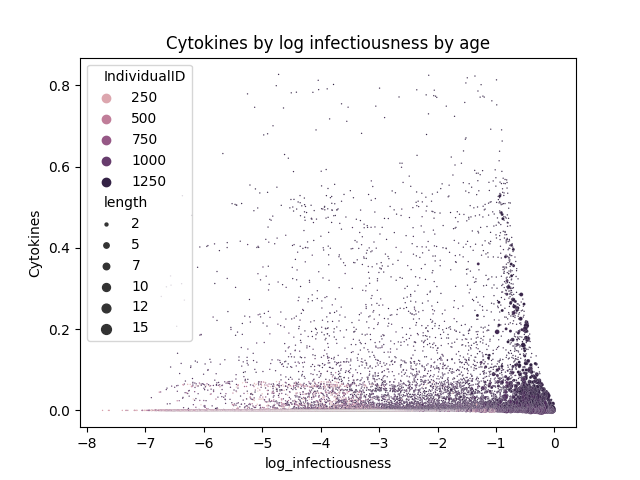 Cytokines by log infectiousness by age
IndividualID
250
500
750
1000
1250
length
2
5
7
10
12
15
Cytokines
0.8
0.6
0.4
0.2
0.0
−8 −7 −6 −5 −4 −3 −2 −1 0
log_infectiousness